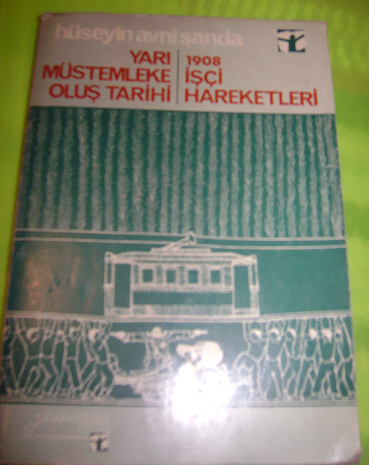 hüseyin avni şanda
YARI
MÜSTEMLEKE
OLUŞ TARİHİ
1908
İŞÇİ
HAREKETLERİ